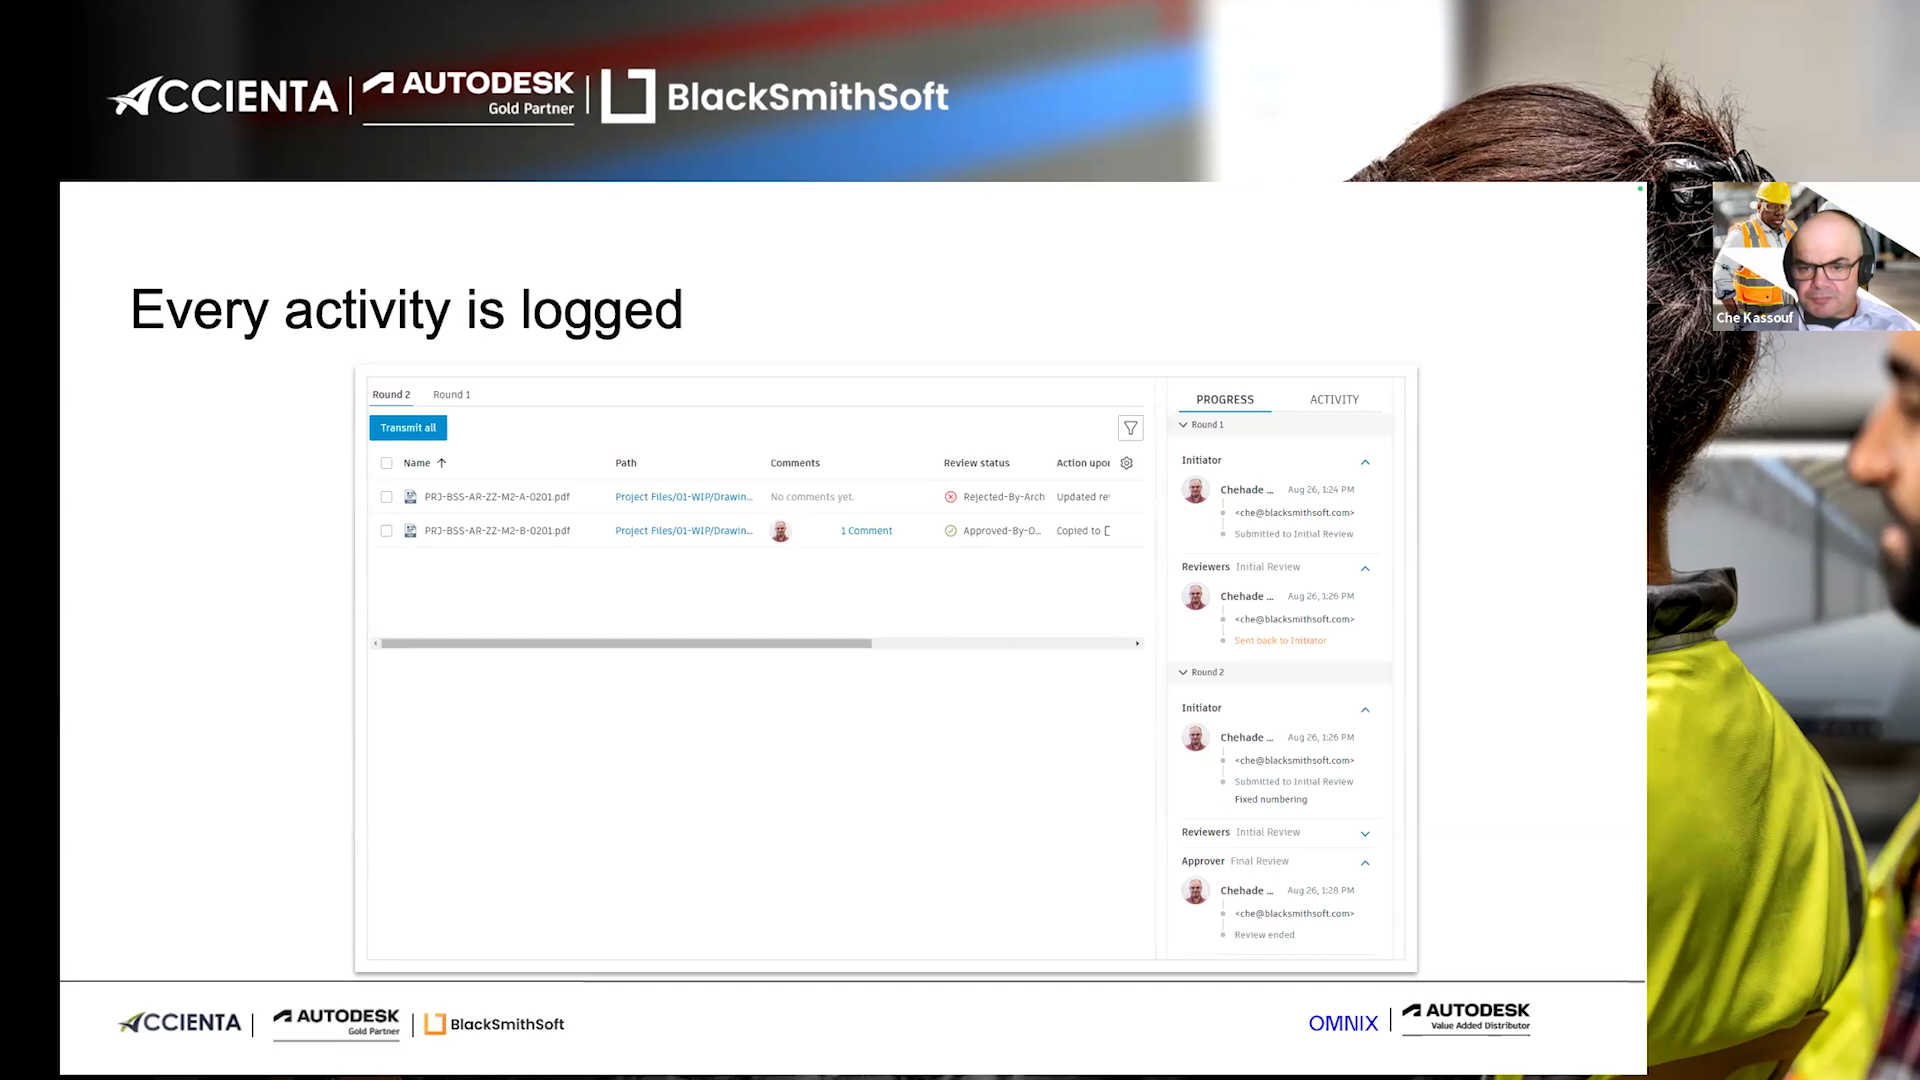 ACCIENTA | AUTODESK Gold Partner | BlackSmithSoft
Che Kassouf
Every activity is logged
Round 2 Round 1
Transmit all
Name Path Comments Review status Action upor
PRJ-BSS-AR-ZZ-M2-A-0201.pdf Project Files/01-WIP/Drawin... No comments yet. Rejected-By-Arch Updated re
PRJ-BSS-AR-ZZ-M2-B-0201.pdf Project Files/01-WIP/Drawin... 1 Comment Approved-By-O... Copied to
PROGRESS ACTIVITY
Round 1
Initiator
Chehade ... Aug 26, 1:24 PM
<che@blacksmithsoft.com>
Submitted to Initial Review
Reviewers Initial Review
Chehade ... Aug 26, 1:26 PM
<che@blacksmithsoft.com>
Sent back to Initiator
Round 2
Initiator
Chehade ... Aug 26, 1:26 PM
<che@blacksmithsoft.com>
Submitted to Initial Review
Fixed numbering
Reviewers Initial Review
Approver Final Review
Chehade ... Aug 26, 1:28 PM
<che@blacksmithsoft.com>
Review ended
ACCIENTA | AUTODESK Gold Partner | BlackSmithSoft
OMNIX | AUTODESK Value Added Distributor